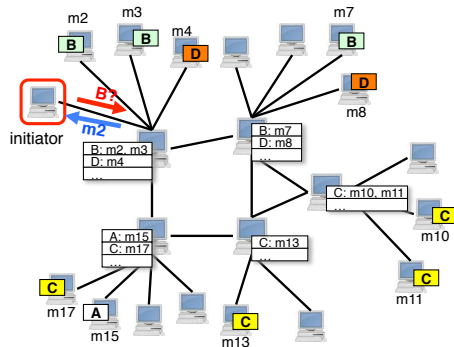 m2
m3
m4
m7
B
B
D
B
D
m8
B?
m2
initiator
B: m2, m3
D: m4
...
B: m7
D: m8
...
C: m10, m11
...
C
m10
A: m15
C: m17
...
C: m13
...
C
m11
C
m17
A
m15
C
m13